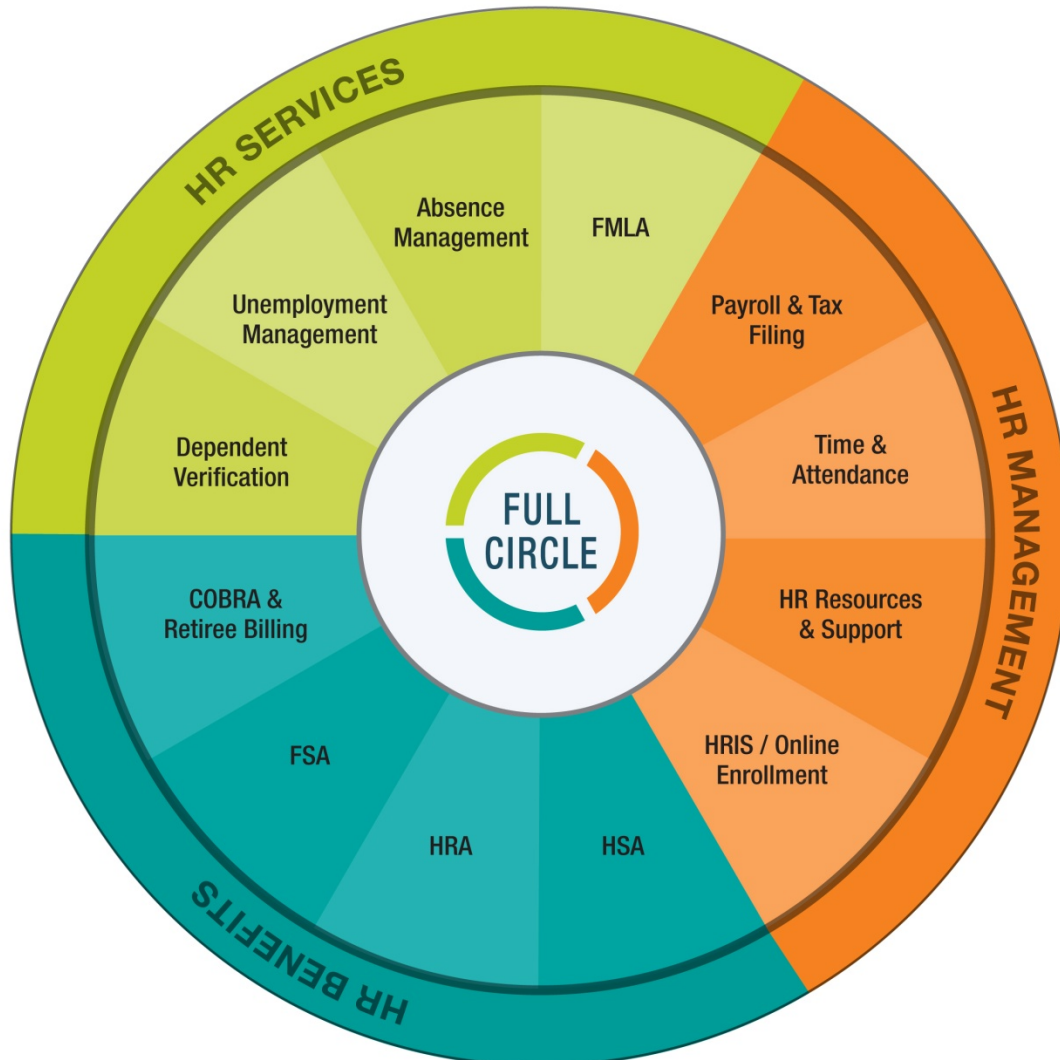 HR SERVICES
Absence
Management
FMLA
Unemployment
Management
Dependent
Verification
HR MANAGEMENT
Payroll & Tax
Filing
Time &
Attendance
HR Resources
& Support
HRIS / Online
Enrollment
FULL
CIRCLE
HR BENEFITS
COBRA &
Retiree Billing
FSA
HRA
HSA